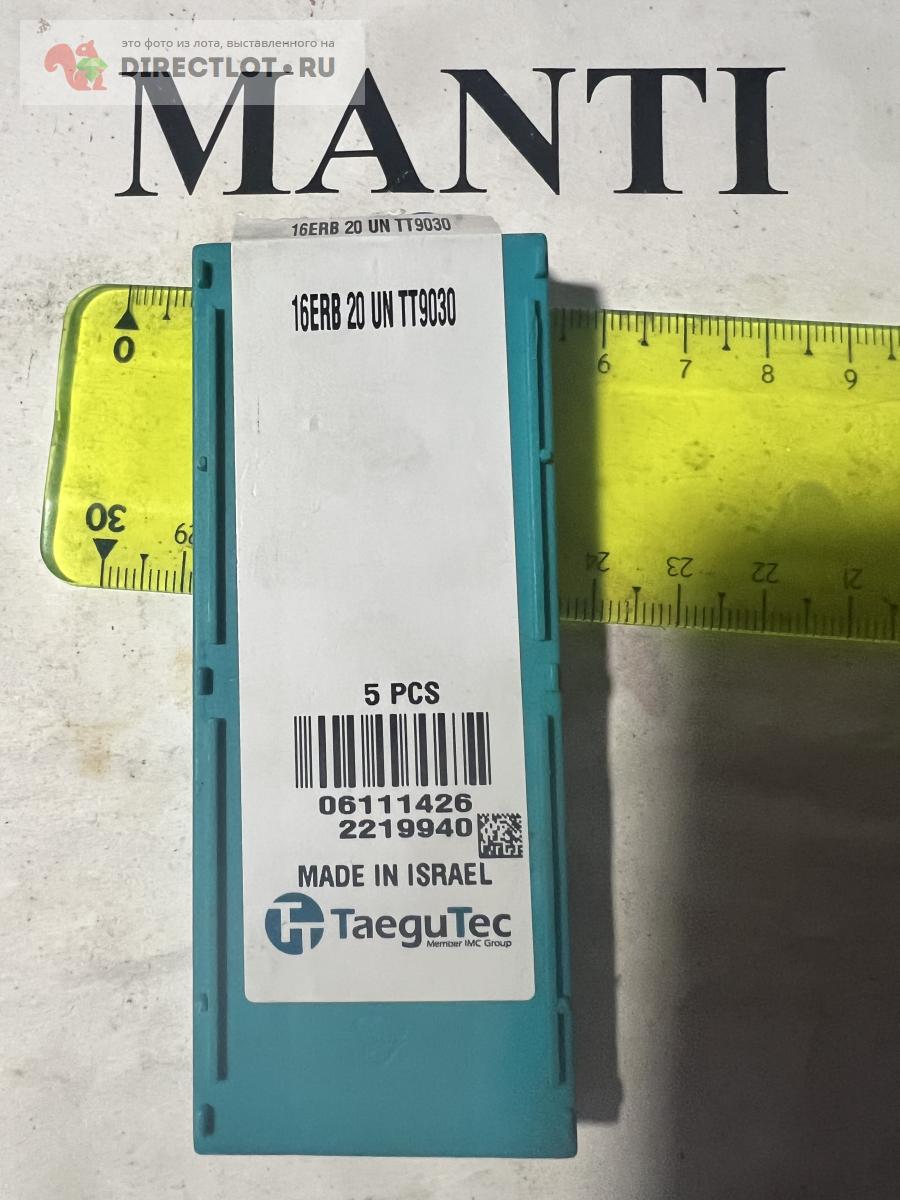 это фото из лота, выставленного на
DIRECTLOT.RU
MANTI
16ERB 20 UN TT9030
16ERB 20 UN TT9030
0
6 7 8 9
30 29
24 23 22 21
5 PCS
06111426
2219940
MADE IN ISRAEL
TaeguTec
Member IMC Group